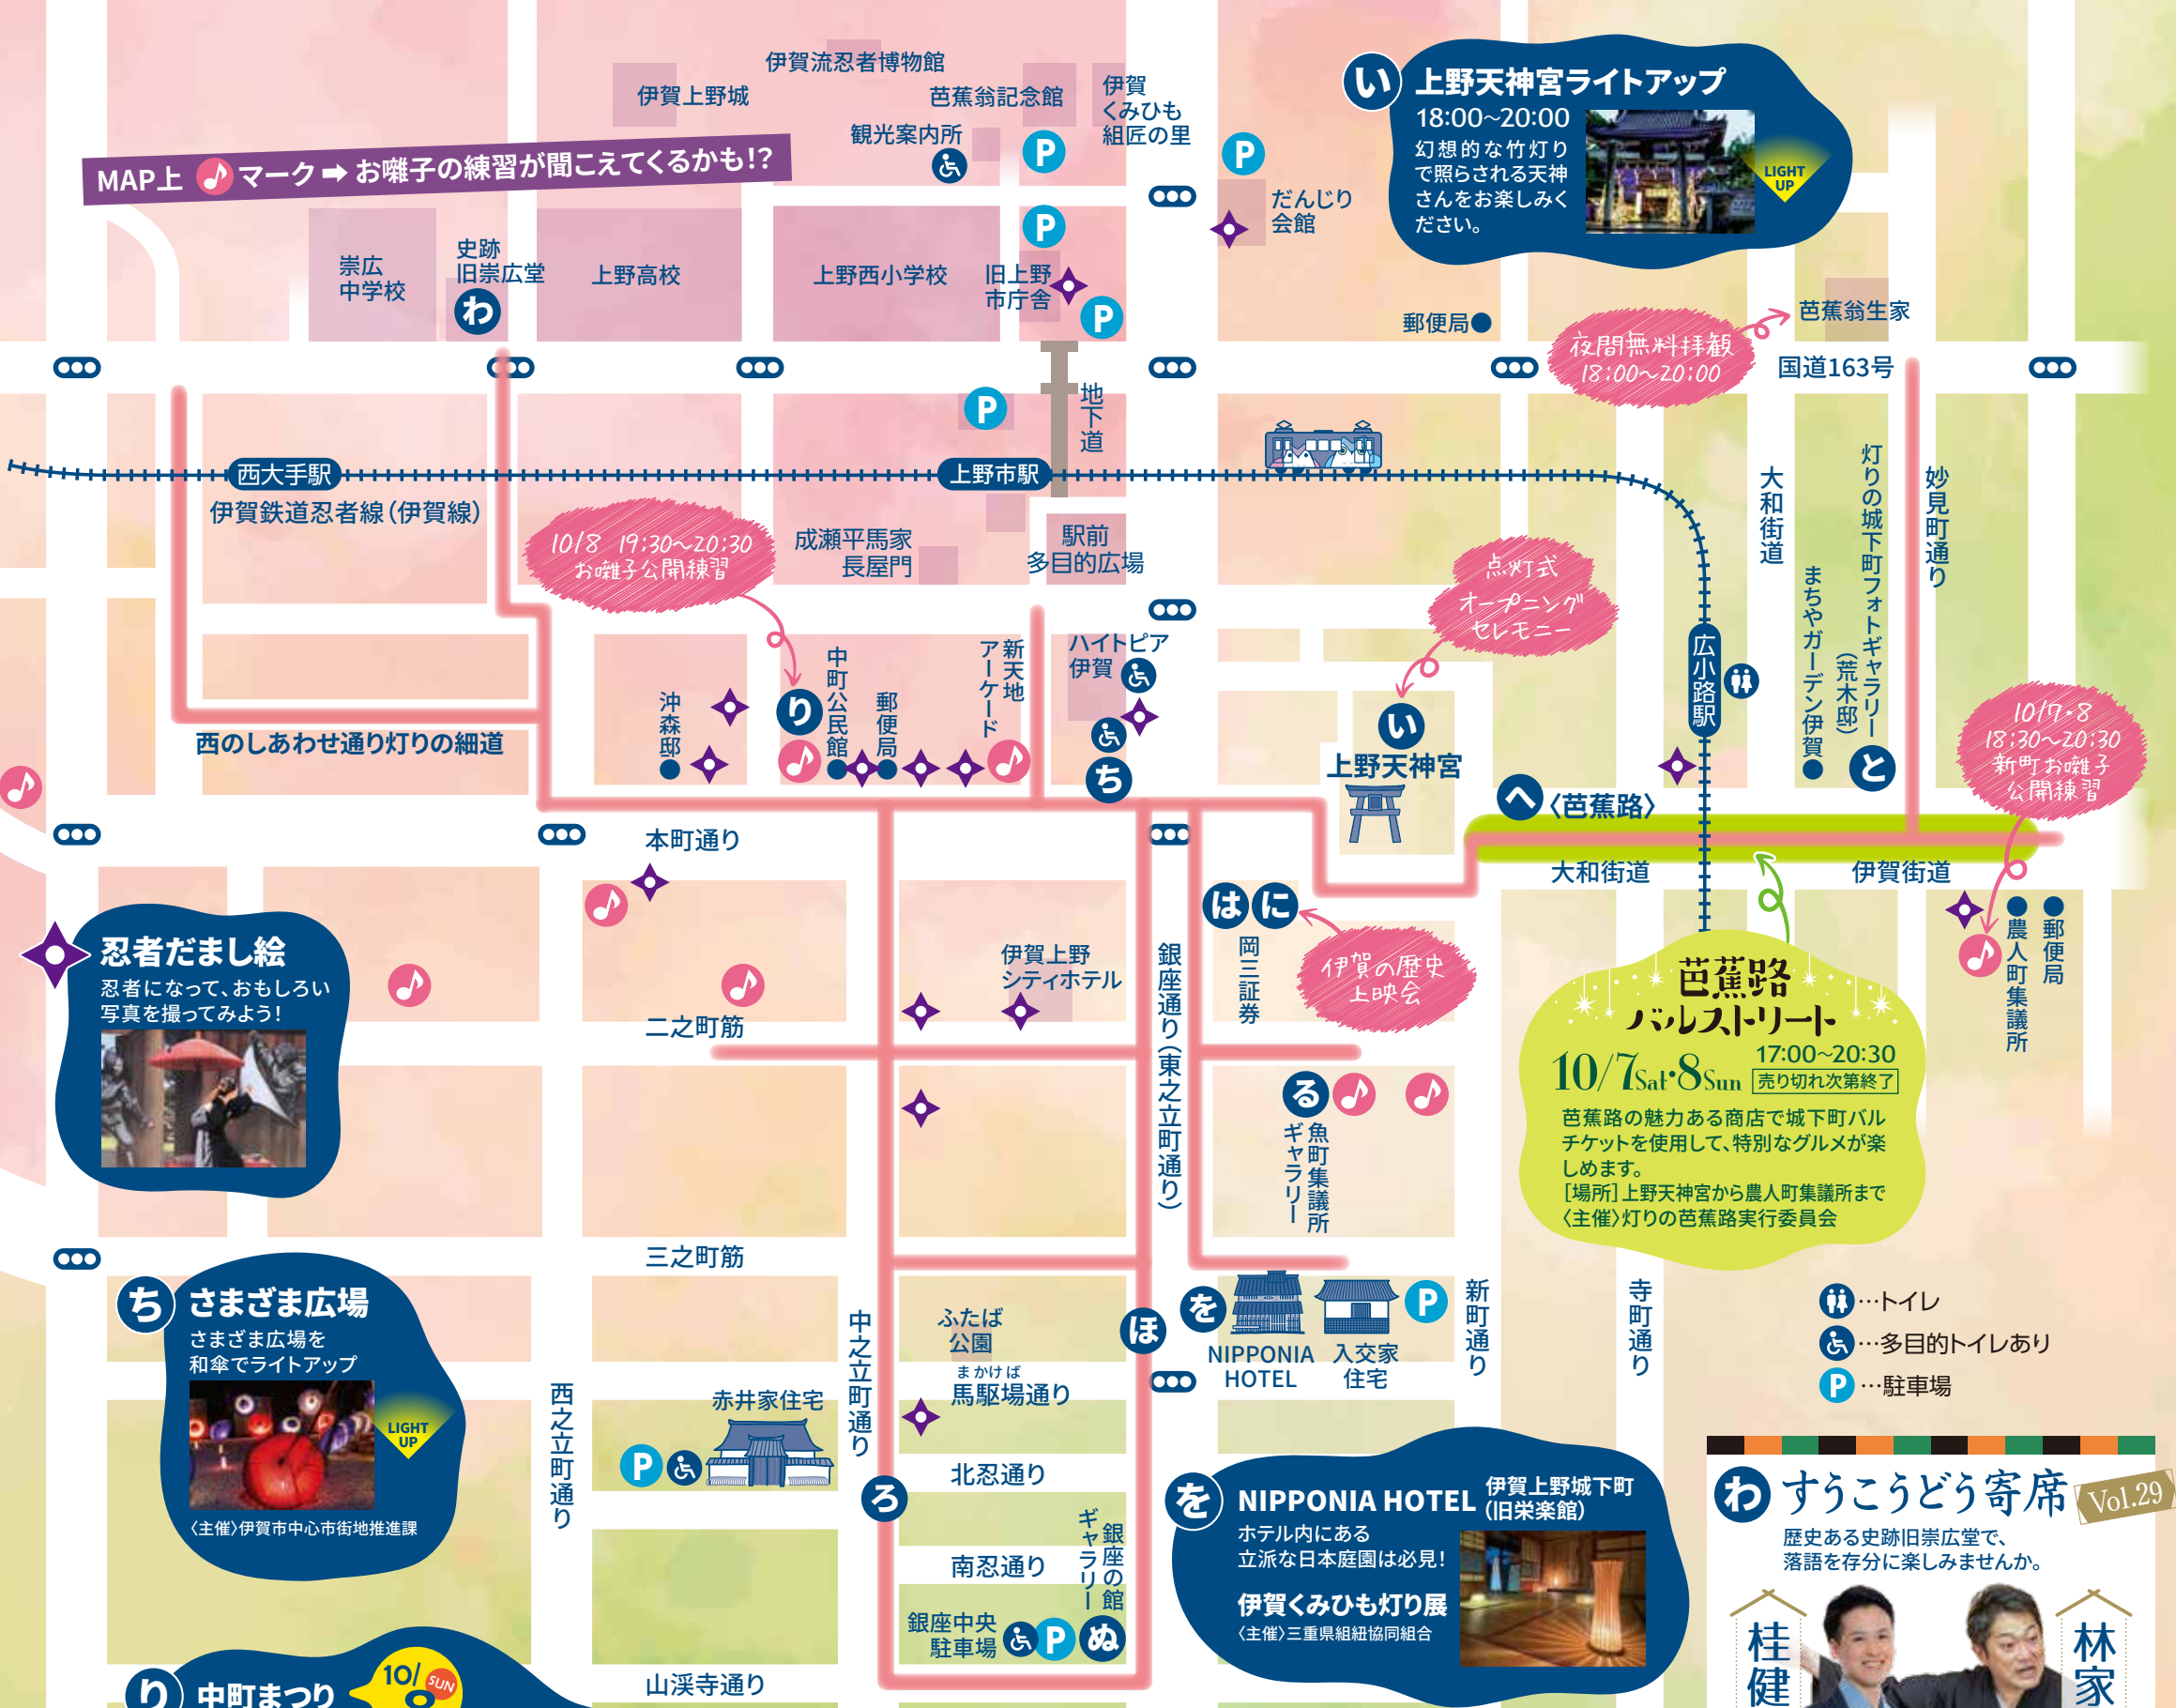 伊賀流忍者博物館
伊賀上野城
芭蕉翁記念館
伊賀
くみひも
組匠の里
観光案内所
P
P
MAP上 マーク➡お囃子の練習が聞こえてくるかも!?
い 上野天神宮ライトアップ
18:00～20:00
幻想的な竹灯り
で照らされる天神
さんをお楽しみく
ださい。
LIGHT
UP
だんじり
会館
P
崇広
中学校
史跡
旧崇広堂
わ
上野高校
上野西小学校
旧上野
市庁舎
P
郵便局
夜間無料拝観
18:00～20:00
芭蕉翁生家
国道163号
P
地下道
西大手駅
上野市駅
伊賀鉄道忍者線(伊賀線)
10/8 19:30～20:30
お囃子公開練習
成瀬平馬家
長屋門
駅前
多目的広場
点灯式
オープニング
セレモニー
大和街道
灯りの城下町フォトギャラリー
(荒木邸)
妙見町通り
まちやガーデン伊賀
広小路駅
と
10/7・8
18:30～20:30
新町お囃子
公開練習
西のしあわせ通り灯りの細道
沖森邸
り
中町公民館
郵便局
新天地
アーケード
ハイトピア
伊賀
ち
い
上野天神宮
へ 〈芭蕉路〉
本町通り
大和街道
伊賀街道
は に
岡三証券
伊賀の歴史
上映会
農人町集議所
郵便局
忍者だまし絵
忍者になって、おもしろい
写真を撮ってみよう!
伊賀上野
シティホテル
二之町筋
銀座通り(東之立町通り)
る
魚町集議所
ギャラリー
芭蕉路
バルストリート
10/7Sat・8Sun
17:00～20:30
売り切れ次第終了
芭蕉路の魅力ある商店で城下町バル
チケットを使用して、特別なグルメが楽
しめます。
[場所]上野天神宮から農人町集議所まで
〈主催〉灯りの芭蕉路実行委員会
三之町筋
ち さまざま広場
さまざま広場を
和傘でライトアップ
LIGHT
UP
〈主催〉伊賀市中心市街地推進課
西之立町通り
中之立町通り
ふたば
公園
まかけば
馬駆場通り
ほ
を
NIPPONIA
HOTEL
入交家
住宅
P
新町通り
寺町通り
…トイレ
…多目的トイレあり
P …駐車場
赤井家住宅
P
ろ
北忍通り
南忍通り
銀座の館
ギャラリー
銀座中央
駐車場
P
ぬ
山渓寺通り
を NIPPONIA HOTEL 伊賀上野城下町
(旧栄楽館)
ホテル内にある
立派な日本庭園は必見!
伊賀くみひも灯り展
〈主催〉三重県組紐協同組合
わ すうこうどう寄席 Vol.29
歴史ある史跡旧崇広堂で、
落語を存分に楽しみませんか。
桂健
林家
り 中町まつり
10/8 SUN